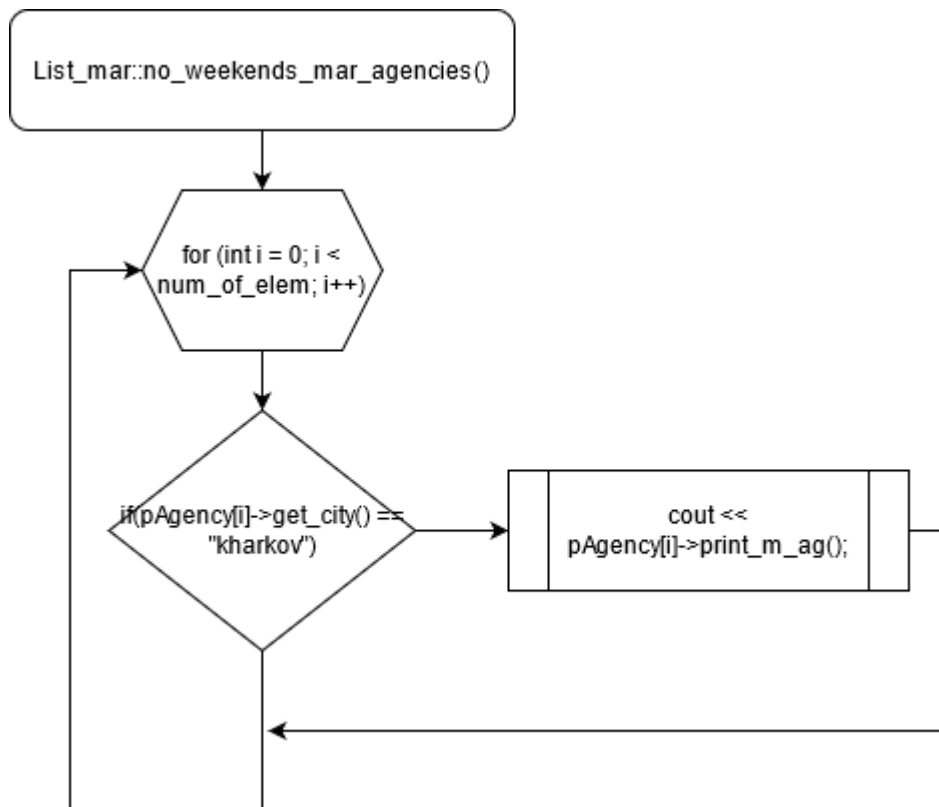 List_mar::no_weekends_mar_agencies()
for (int i = 0; i <
num_of_elem; i++)
if(pAgency[i]->get_city() ==
"kharkov")
cout <<
pAgency[i]->print_m_ag();